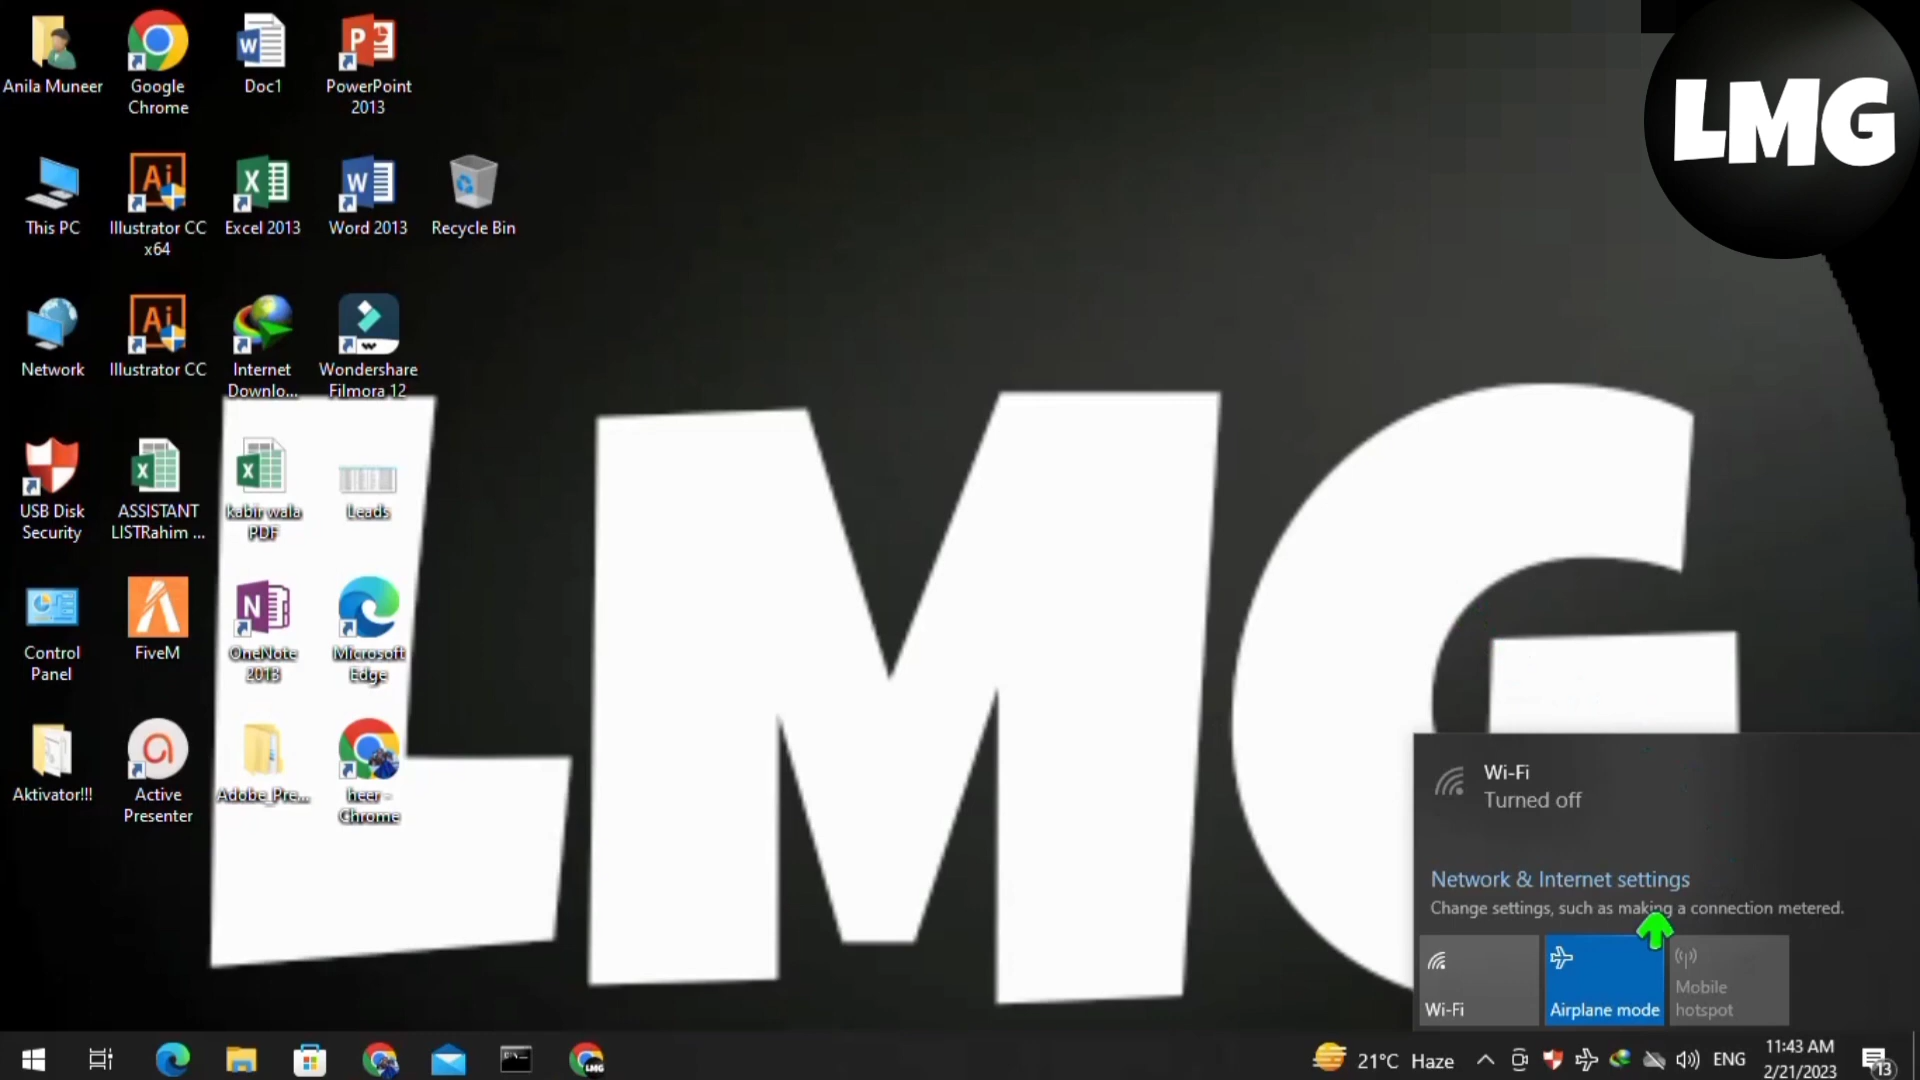 LMG
Anila Muneer
Google
Chrome
Doc1
PowerPoint
2013
This PC
Illustrator CC
x64
Excel 2013
Word 2013
Recycle Bin
Network
Illustrator CC
Internet
Downlo...
Wondershare
Filmora 12
USB Disk
Security
ASSISTANT
LISTRahim ...
kabirwala
PDF
Leads
Control
Panel
FiveM
OneNote
2013
Microsoft
Edge
Aktivator!!!
Active
Presenter
Adobe_Pre...
heer -
Chrome
LMG
Wi-Fi
Turned off
Network & Internet settings
Change settings, such as making a connection metered.
Wi-Fi
Airplane mode
Mobile
hotspot
LMG
21°C Haze
ENG
11:43 AM
2/21/2023
13